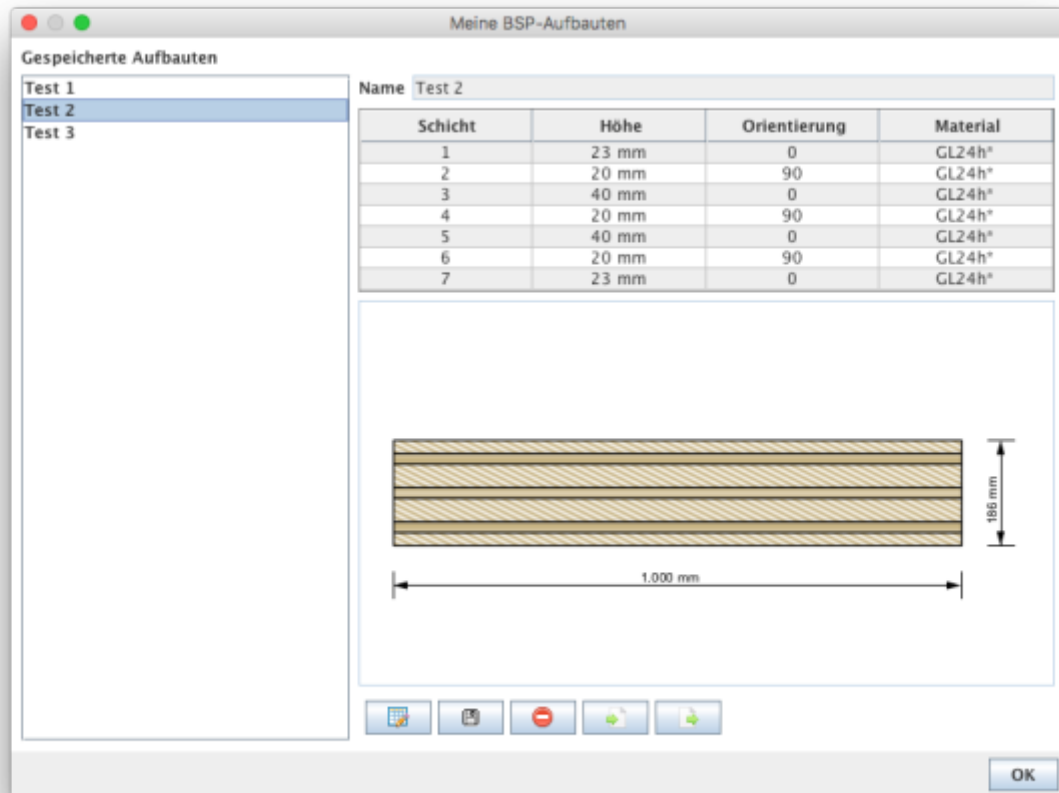 Meine BSP-Aufbauten
Gespeicherte Aufbauten
Test 1
Test 2
Test 3
Name Test 2
Schicht Höhe Orientierung Material
1 23 mm 0 GL24h*
2 20 mm 90 GL24h*
3 40 mm 0 GL24h*
4 20 mm 90 GL24h*
5 40 mm 0 GL24h*
6 20 mm 90 GL24h*
7 23 mm 0 GL24h*
186 mm
1.000 mm
OK